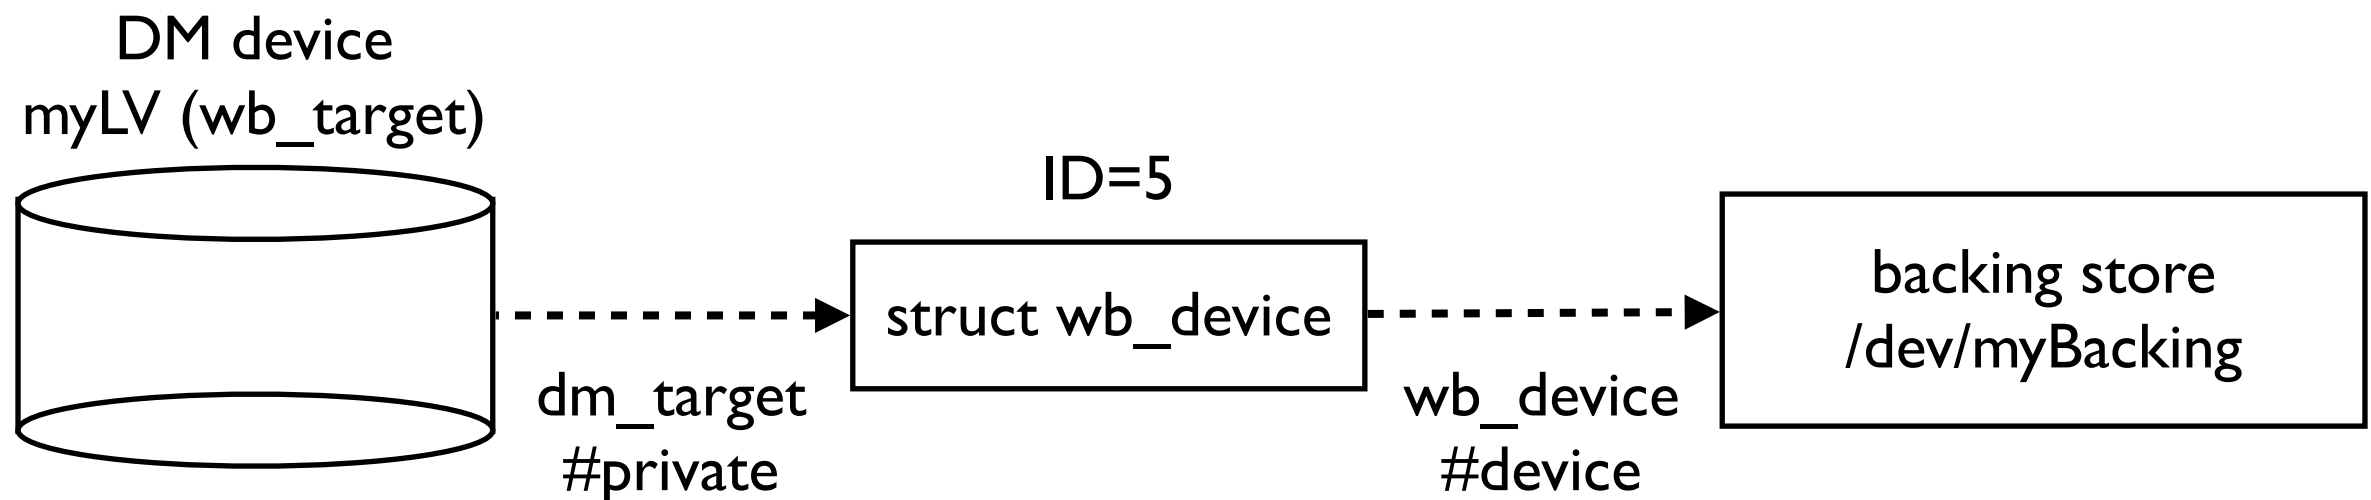 DM device
myLV (wb_target)
ID=5
struct wb_device
backing store
/dev/myBacking
dm_target
#private
wb_device
#device